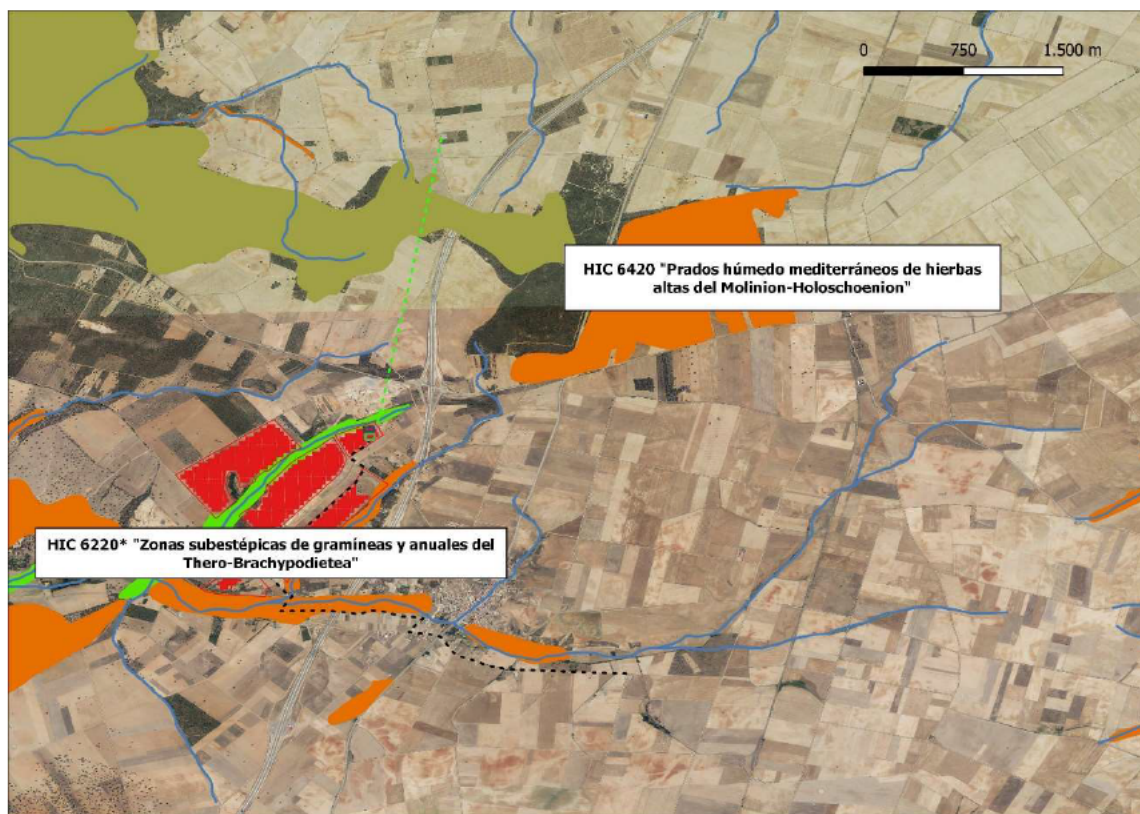 0 750 1.500 m
HIC 6420 "Prados húmedo mediterráneos de hierbas
altas del Molinion-Holoschoenion"
HIC 6220* "Zonas subestépicas de gramíneas y anuales del
Thero-Brachypodietea"